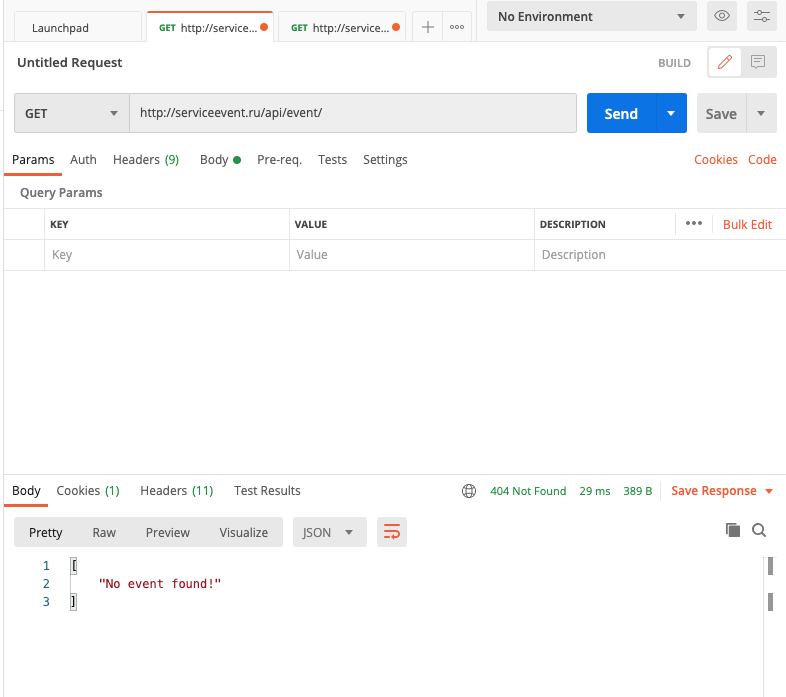 Launchpad
GET http://service...
GET http://service...
No Environment
Untitled Request
BUILD
GET
http://serviceevent.ru/api/event/
Send
Save
Params Auth Headers (9) Body Pre-req. Tests Settings
Cookies Code
Query Params
KEY VALUE DESCRIPTION
Bulk Edit
Key Value Description
Body Cookies (1) Headers (11) Test Results
404 Not Found 29 ms 389 B Save Response
Pretty Raw Preview Visualize JSON
1 [
2 "No event found!"
3 ]